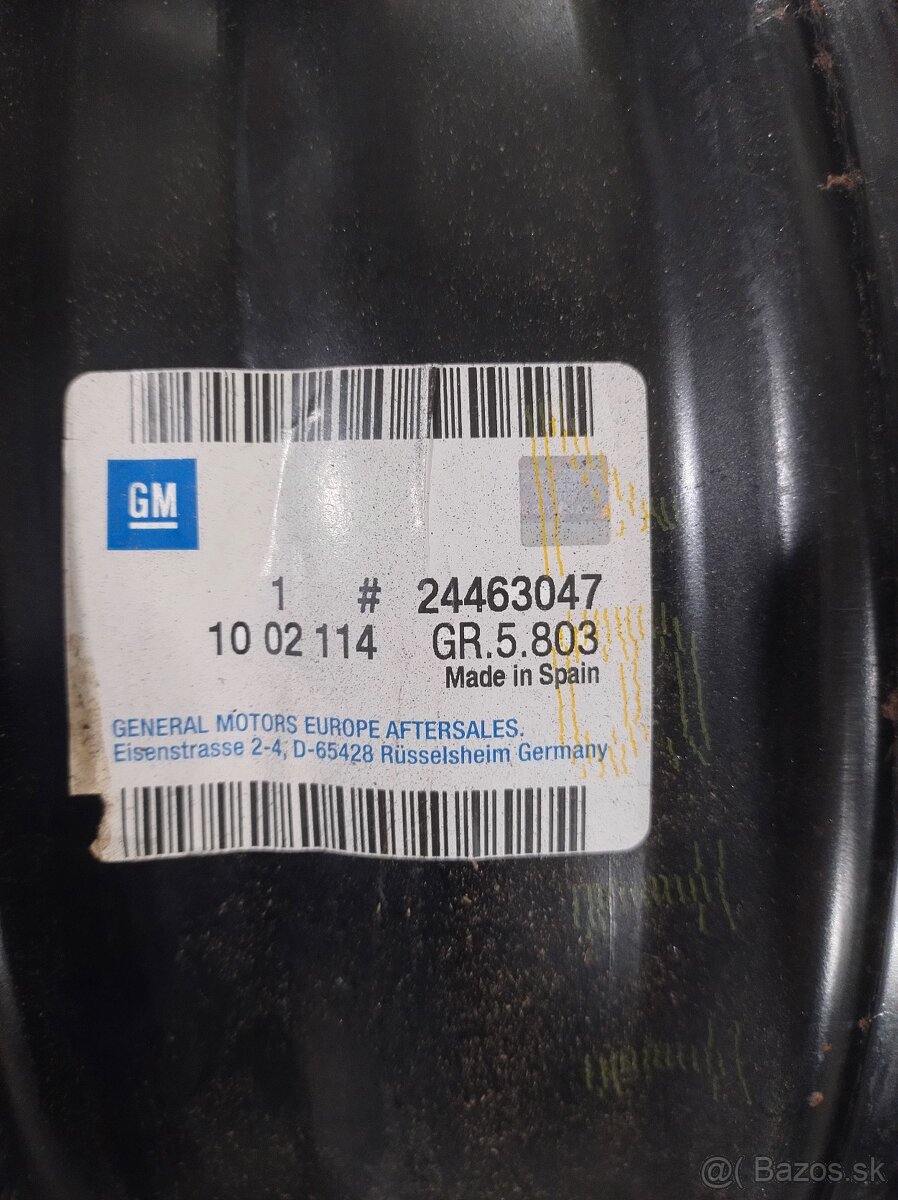 GM
1 # 24463047
10 02 114 GR.5.803
Made in Spain
GENERAL MOTORS EUROPE AFTERSALES.
Eisenstrasse 2-4, D-65428 Rüsselsheim Germany
@( Bazos.sk